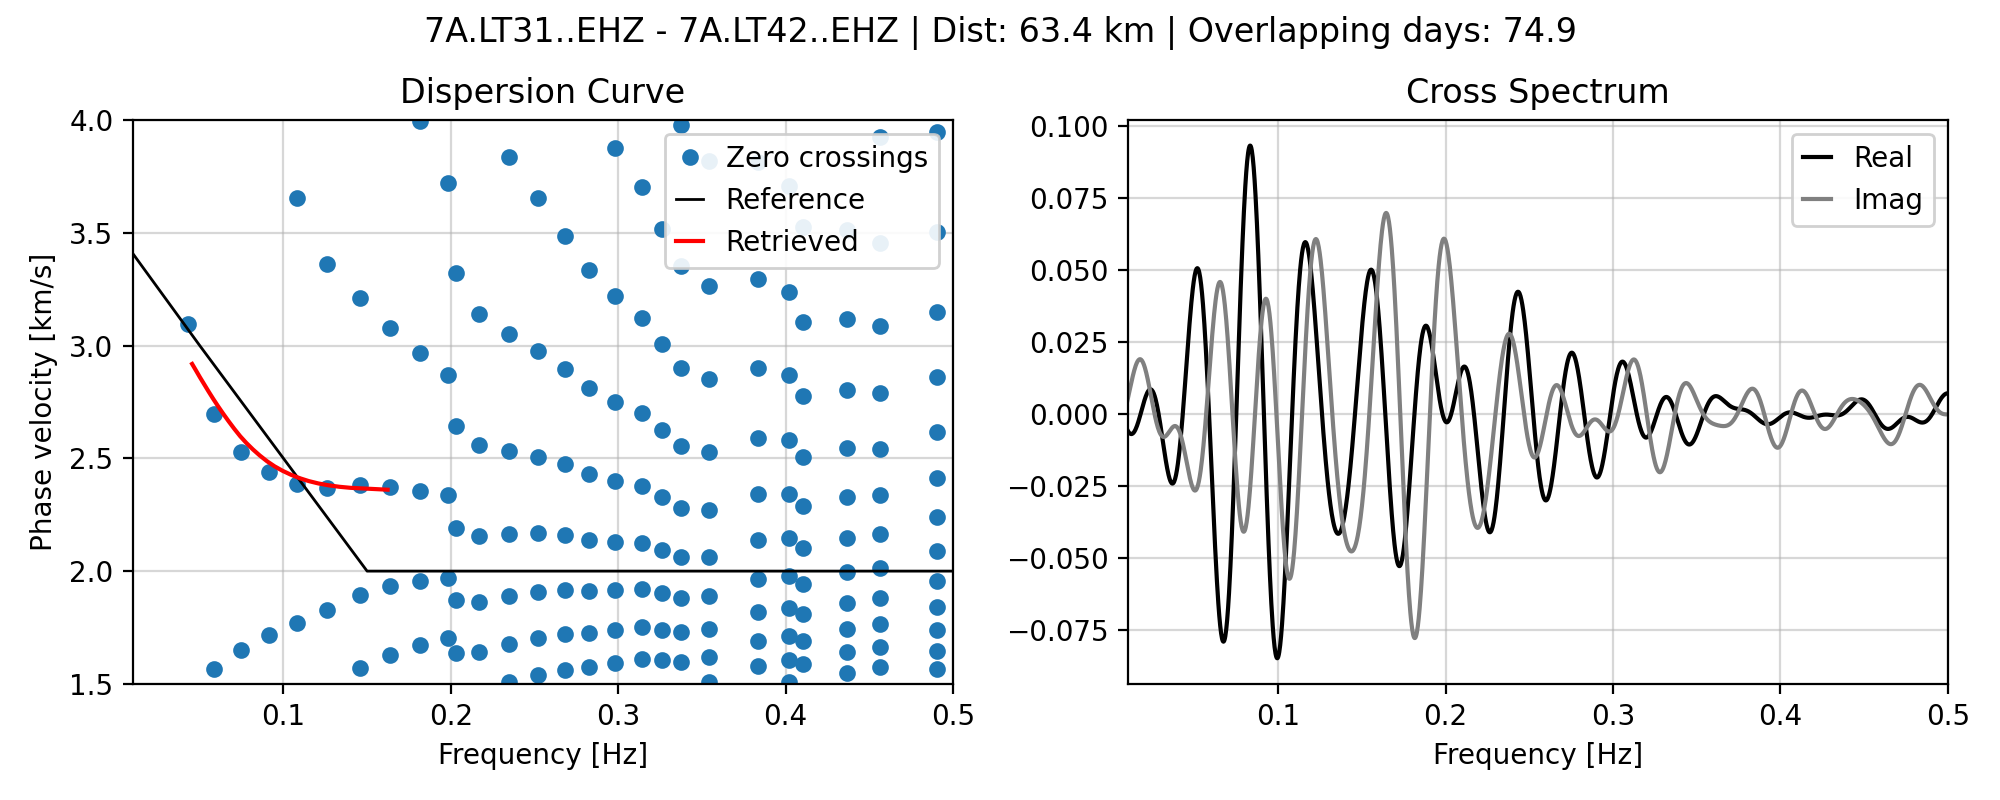 7A.LT31..EHZ - 7A.LT42..EHZ | Dist: 63.4 km | Overlapping days: 74.9
Dispersion Curve
4.0
3.5
3.0
2.5
2.0
1.5
Phase velocity [km/s]
0.1
0.2
0.3
0.4
0.5
Frequency [Hz]
Zero crossings
Reference
Retrieved
Cross Spectrum
0.100
0.075
0.050
0.025
0.000
−0.025
−0.050
−0.075
0.1
0.2
0.3
0.4
0.5
Frequency [Hz]
Real
Imag